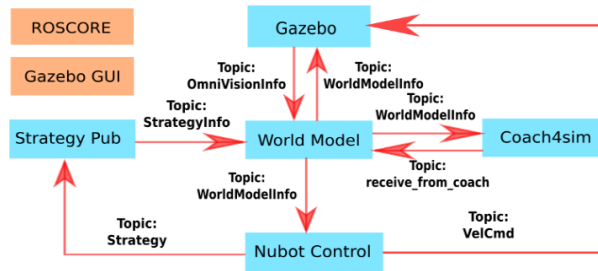 ROSCORE
Gazebo
Gazebo GUI
Topic:
OmniVisionInfo
Topic:
WorldModelInfo
Topic:
StrategyInfo
Topic:
WorldModelInfo
Strategy Pub
World Model
Coach4sim
Topic:
WorldModelInfo
Topic:
receive_from_coach
Topic:
Strategy
Nubot Control
Topic:
VelCmd